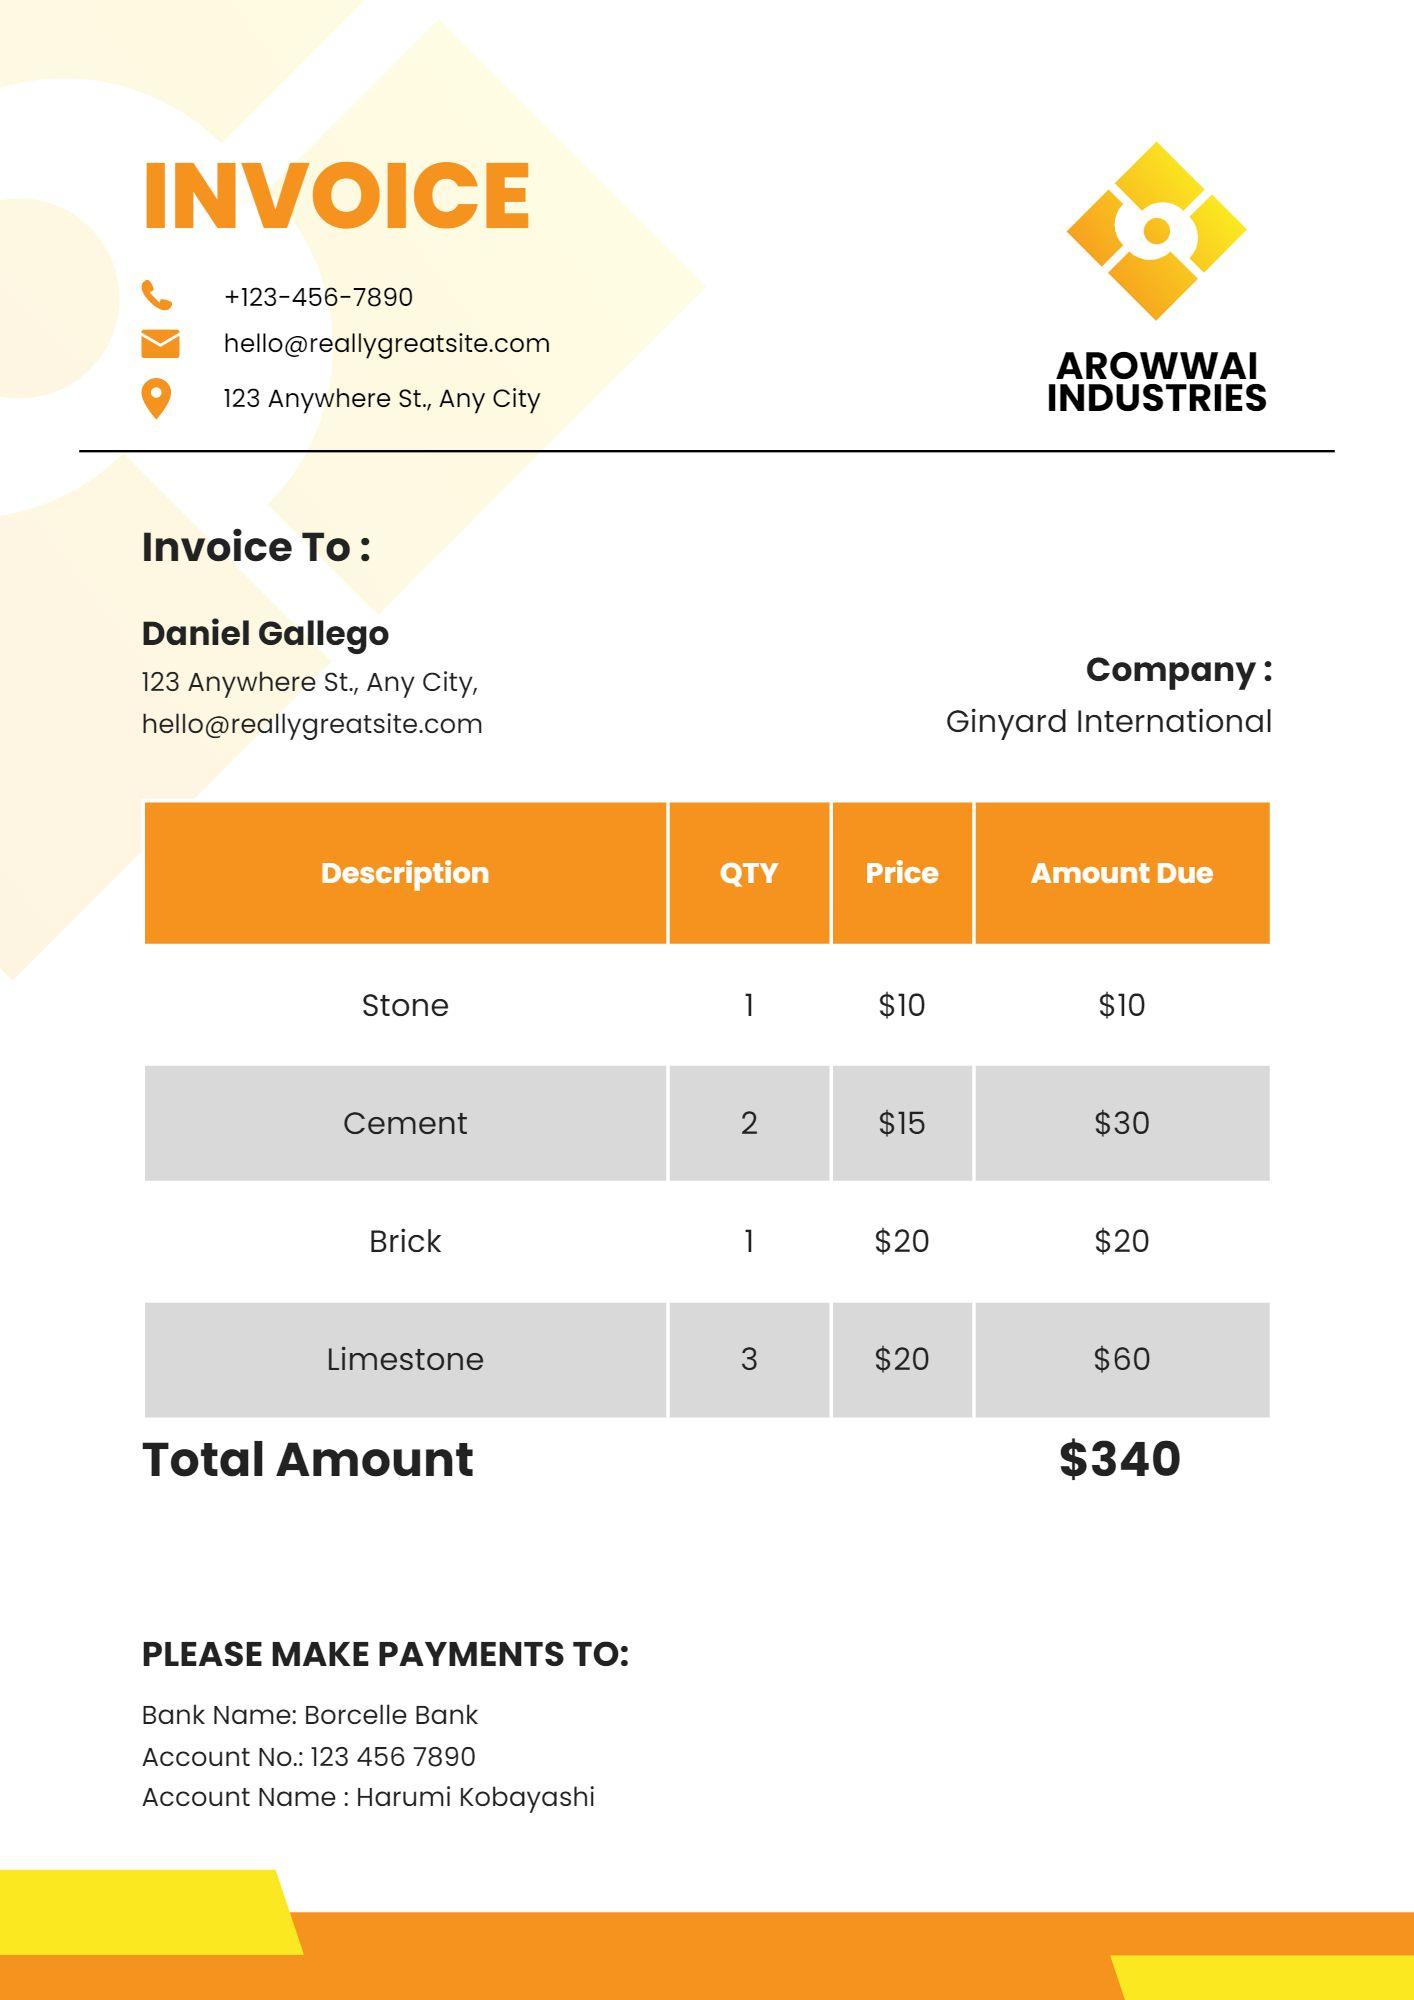 INVOICE
+123-456-7890
hello@reallygreatsite.com
123 Anywhere St., Any City
AROWWAI
INDUSTRIES
Invoice To :
Daniel Gallego
123 Anywhere St., Any City,
hello@reallygreatsite.com
Company :
Ginyard International
Description QTY Price Amount Due
Stone 1 $10 $10
Cement 2 $15 $30
Brick 1 $20 $20
Limestone 3 $20 $60
Total Amount $340
PLEASE MAKE PAYMENTS TO:
Bank Name: Borcelle Bank
Account No.: 123 456 7890
Account Name : Harumi Kobayashi